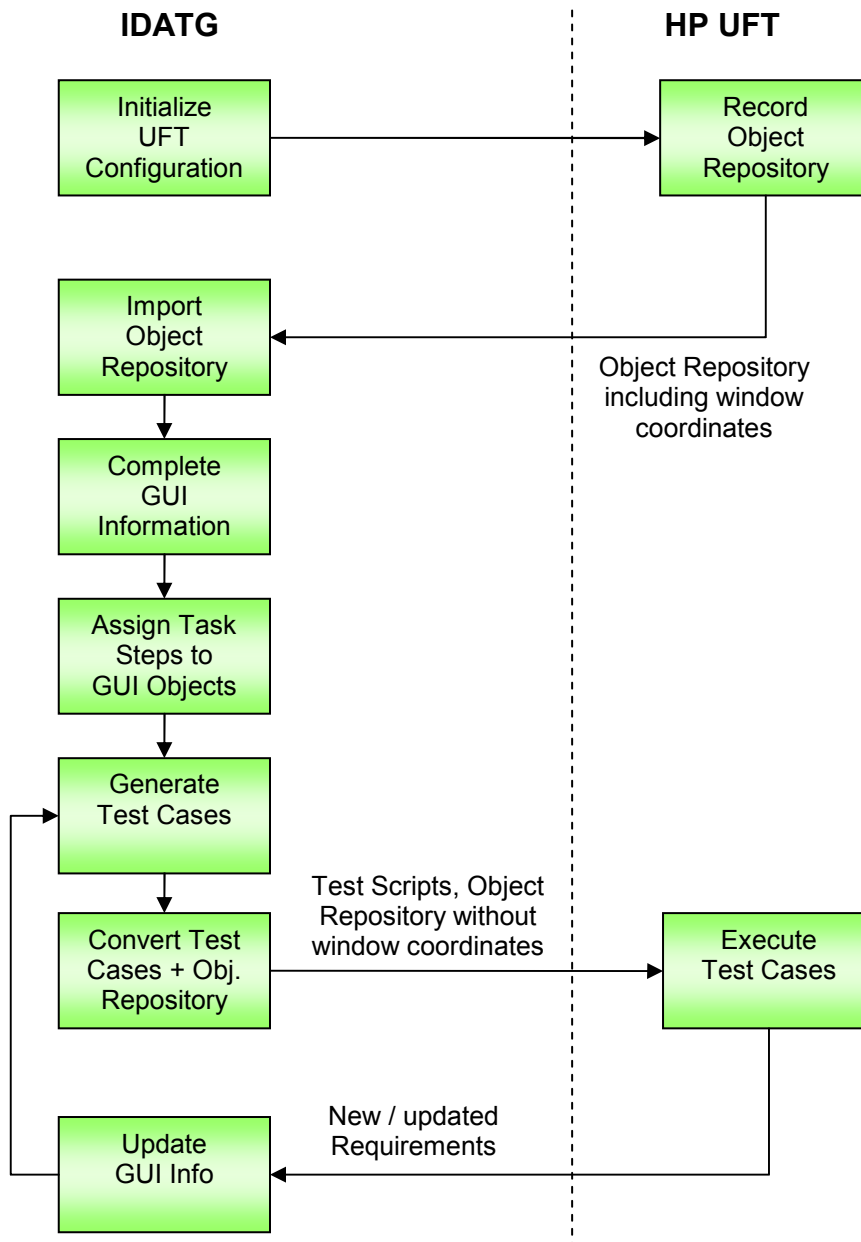 IDATG
HP UFT
Initialize
UFT
Configuration
Record
Object
Repository
Import
Object
Repository
Object Repository
including window
coordinates
Complete
GUI
Information
Assign Task
Steps to
GUI Objects
Generate
Test Cases
Test Scripts, Object
Repository without
window coordinates
Convert Test
Cases + Obj.
Repository
Execute
Test Cases
New / updated
Requirements
Update
GUI Info